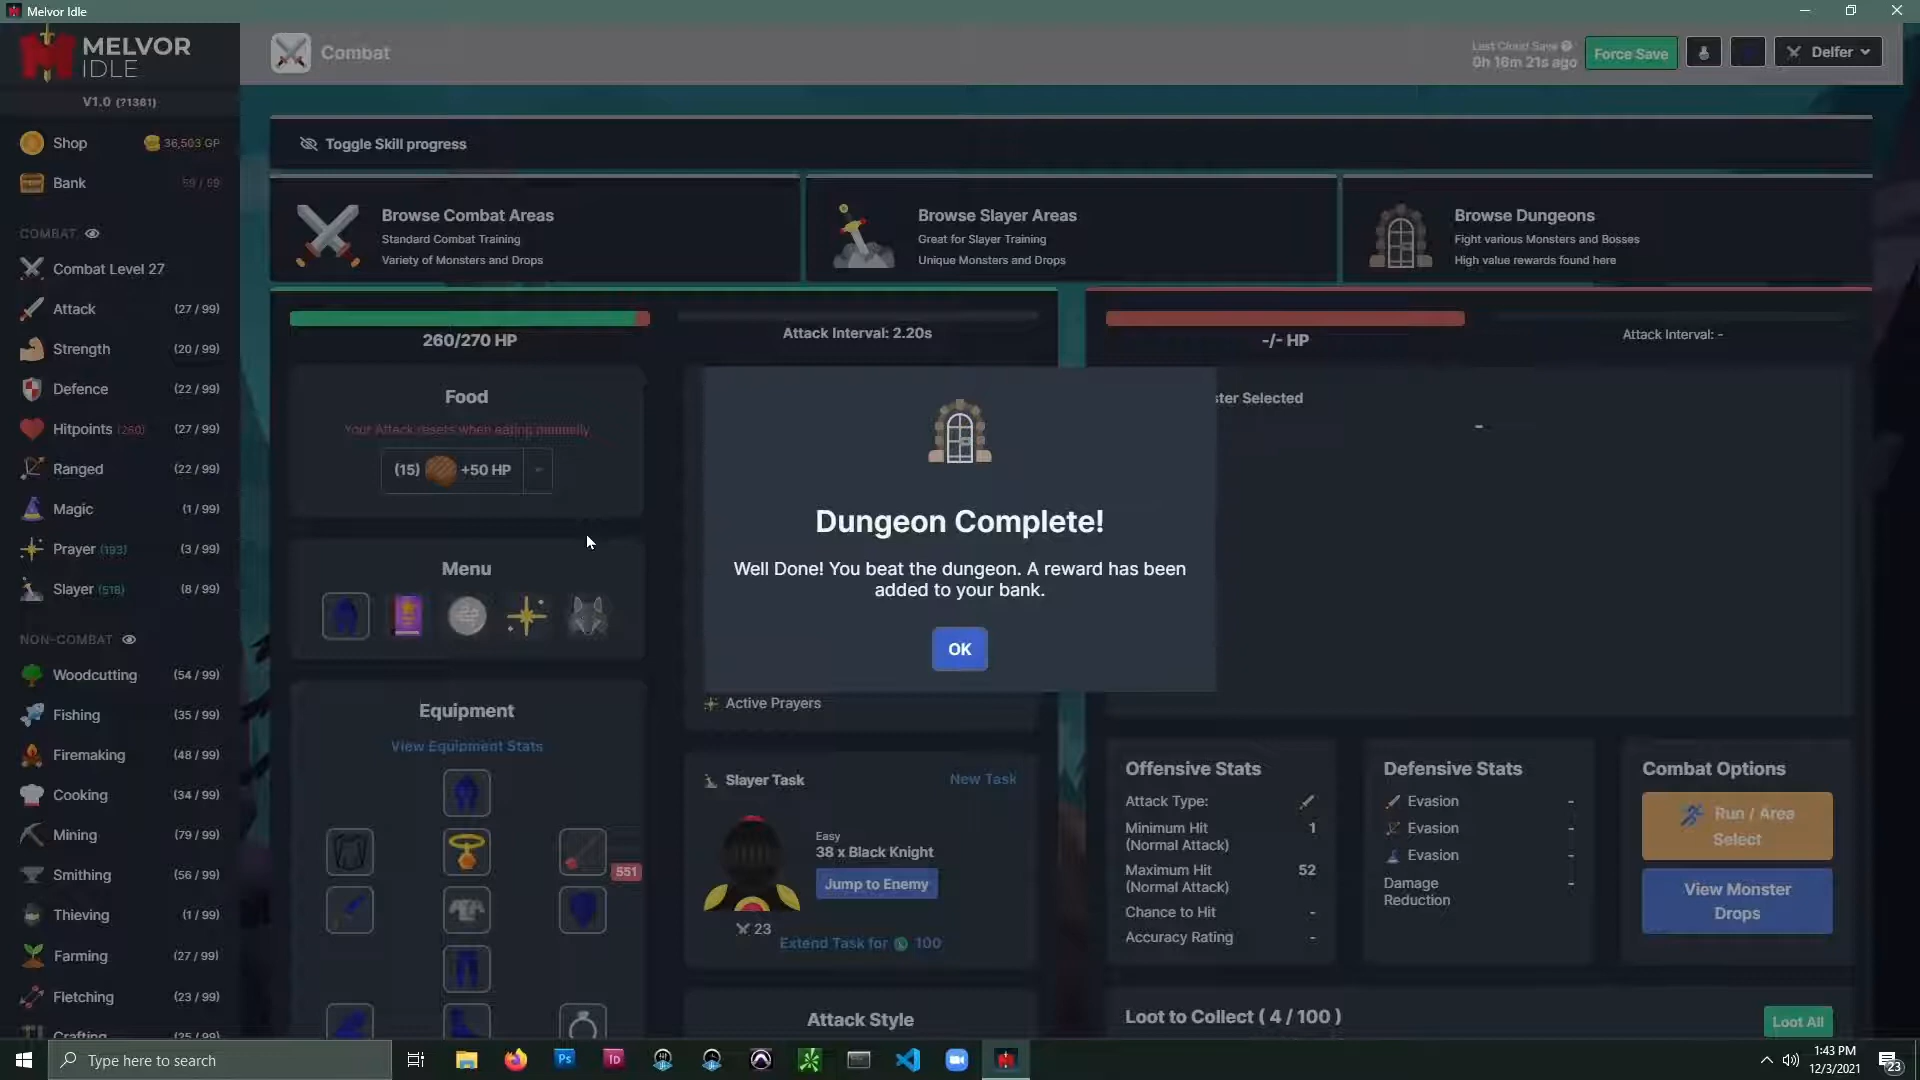 Melvor Idle
MELVOR
IDLE
V1.0 (?1381)
Combat
Last Cloud Save
0h 16m 21s ago
Force Save
Delfer
Shop
36,503 GP
Bank
59 / 59
COMBAT
Combat Level 27
Attack
(27 / 99)
Strength
(20 / 99)
Defence
(22 / 99)
Hitpoints (260)
(27 / 99)
Ranged
(22 / 99)
Magic
(1 / 99)
Prayer (193)
(3 / 99)
Slayer (518)
(8 / 99)
NON-COMBAT
Woodcutting
(54 / 99)
Fishing
(35 / 99)
Firemaking
(48 / 99)
Cooking
(34 / 99)
Mining
(79 / 99)
Smithing
(56 / 99)
Thieving
(1 / 99)
Farming
(27 / 99)
Fletching
(23 / 99)
Crafting
(25 / 99)
Toggle Skill progress
Browse Combat Areas
Standard Combat Training
Variety of Monsters and Drops
Browse Slayer Areas
Great for Slayer Training
Unique Monsters and Drops
Browse Dungeons
Fight various Monsters and Bosses
High value rewards found here
260/270 HP
Attack Interval: 2.20s
-/- HP
Attack Interval: -
Food
Your Attack resets when eating manually
(15) +50 HP
Menu
Equipment
View Equipment Stats
551
ster Selected
-
Dungeon Complete!
Well Done! You beat the dungeon. A reward has been
added to your bank.
OK
Active Prayers
Slayer Task
New Task
Easy
38 x Black Knight
Jump to Enemy
23
Extend Task for 100
Attack Style
Offensive Stats
Attack Type:
Minimum Hit
(Normal Attack)
1
Maximum Hit
(Normal Attack)
52
Chance to Hit
-
Accuracy Rating
-
Defensive Stats
Evasion
-
Evasion
-
Evasion
-
Damage
Reduction
-
Combat Options
Run / Area
Select
View Monster
Drops
Loot to Collect ( 4 / 100 )
Loot All
Type here to search
Ps
ID
1:43 PM
12/3/2021
23